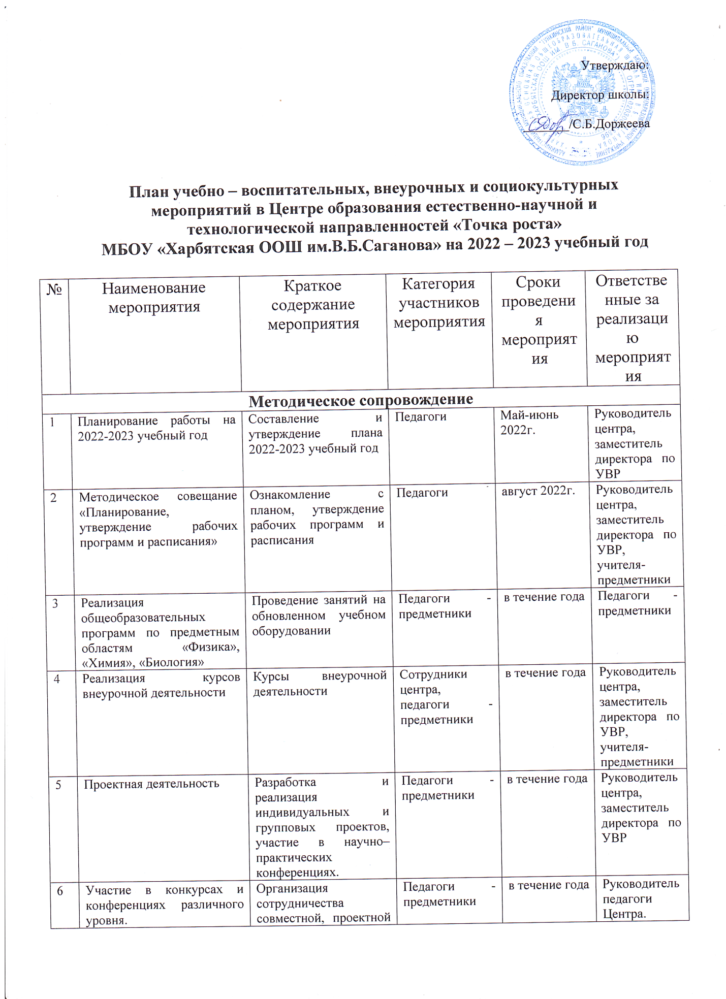 Утверждаю:
Директор школы:
/С.Б.Доржеева
План учебно – воспитательных, внеурочных и социокультурных
мероприятий в Центре образования естественно-научной и
технологической направленностей «Точка роста»
МБОУ «Харбятская ООШ им.В.Б.Саганова» на 2022 – 2023 учебный год
№
Наименование
мероприятия
Краткое
содержание
мероприятия
Категория
участников
мероприятия
Сроки
проведени
я
мероприят
ия
Ответстве
нные за
реализаци
ю
мероприят
ия
Методическое сопровождение
1
Планирование работы на
2022-2023 учебный год
Составление и
утверждение плана
2022-2023 учебный год
Педагоги
Май-июнь
2022г.
Руководитель
центра,
заместитель
директора по
УВР
2
Методическое совещание
«Планирование,
утверждение рабочих
программ и расписания»
Ознакомление с
планом, утверждение
рабочих программ и
расписания
Педагоги
август 2022г.
Руководитель
центра,
заместитель
директора по
УВР,
учителя-
предметники
3
Реализация
общеобразовательных
программ по предметным
областям «Физика»,
«Химия», «Биология»
Проведение занятий на
обновленном учебном
оборудовании
Педагоги -
предметники
в течение года
Педагоги -
предметники
4
Реализация курсов
внеурочной деятельности
Курсы внеурочной
деятельности
Сотрудники
центра,
педагоги -
предметники
в течение года
Руководитель
центра,
заместитель
директора по
УВР,
учителя-
предметники
5
Проектная деятельность
Разработка и
реализация
индивидуальных и
групповых проектов,
участие в научно–
практических
конференциях.
Педагоги -
предметники
в течение года
Руководитель
центра,
заместитель
директора по
УВР
6
Участие в конкурсах и
конференциях различного
уровня.
Организация
сотрудничества
совместной, проектной
Педагоги -
предметники
в течение года
Руководитель
педагоги
Центра.